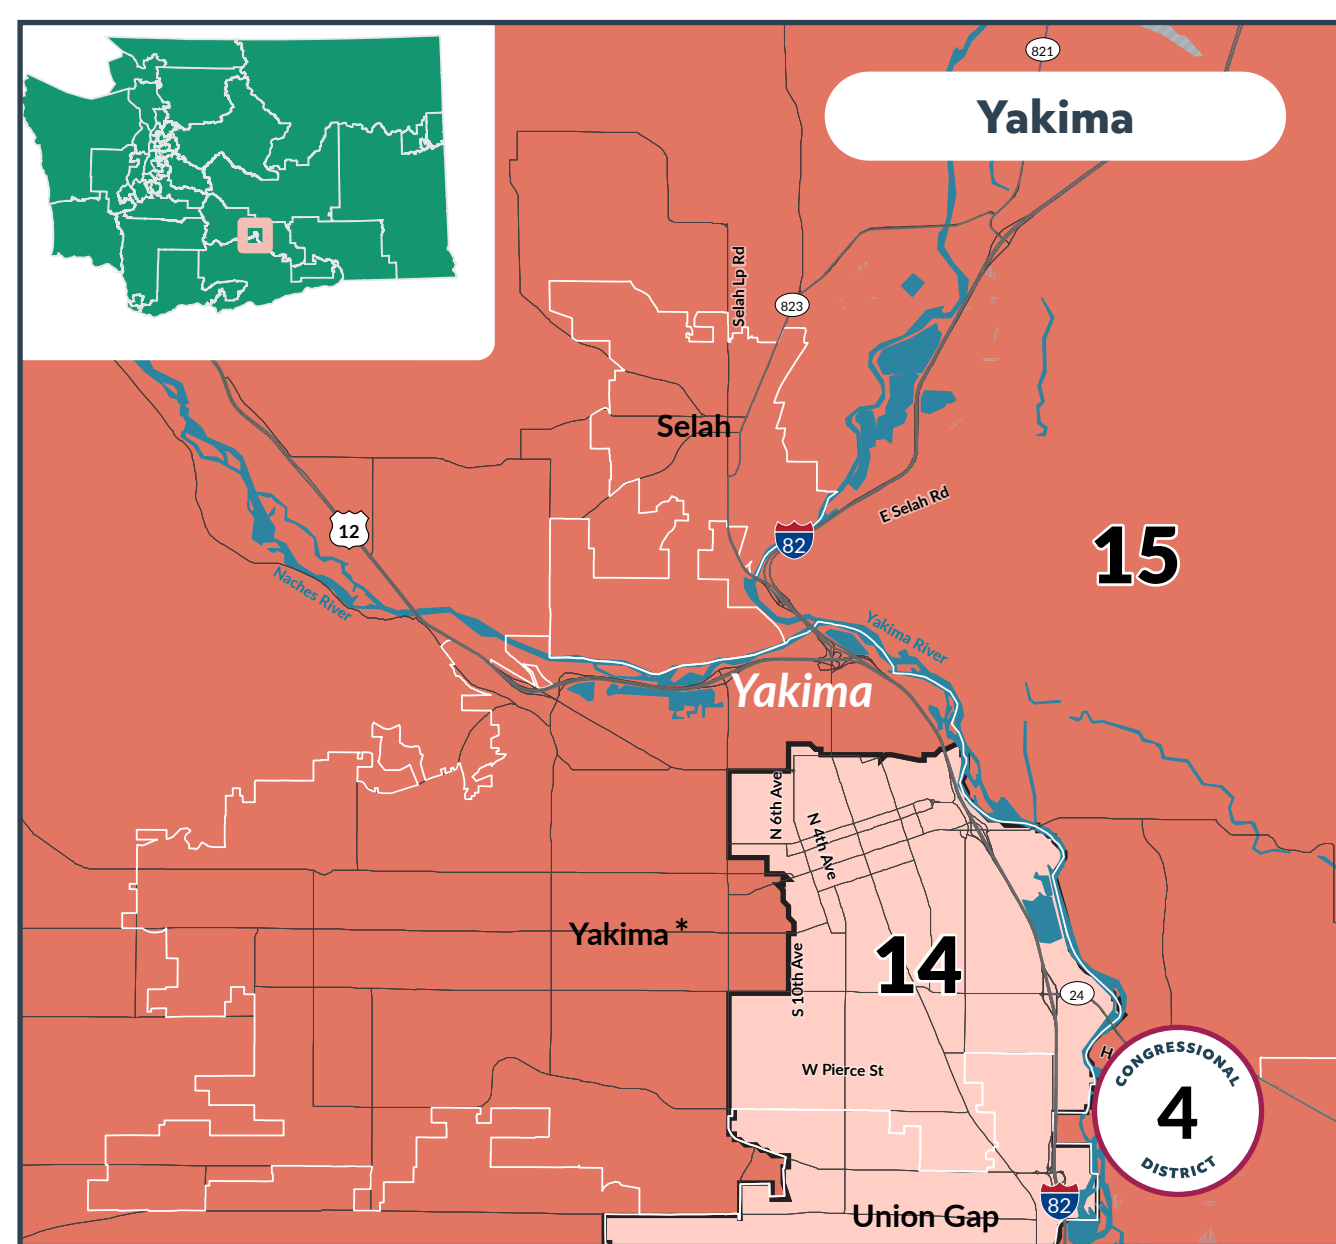 821
Yakima
Selah Lp Rd
823
Selah
E Selah Rd
12
82
15
Naches River
Yakima River
Yakima
N 6th Ave
N 4th Ave
Yakima *
14
S 10th Ave
24
W Pierce St
H
CONGRESSIONAL
4
DISTRICT
82
Union Gap